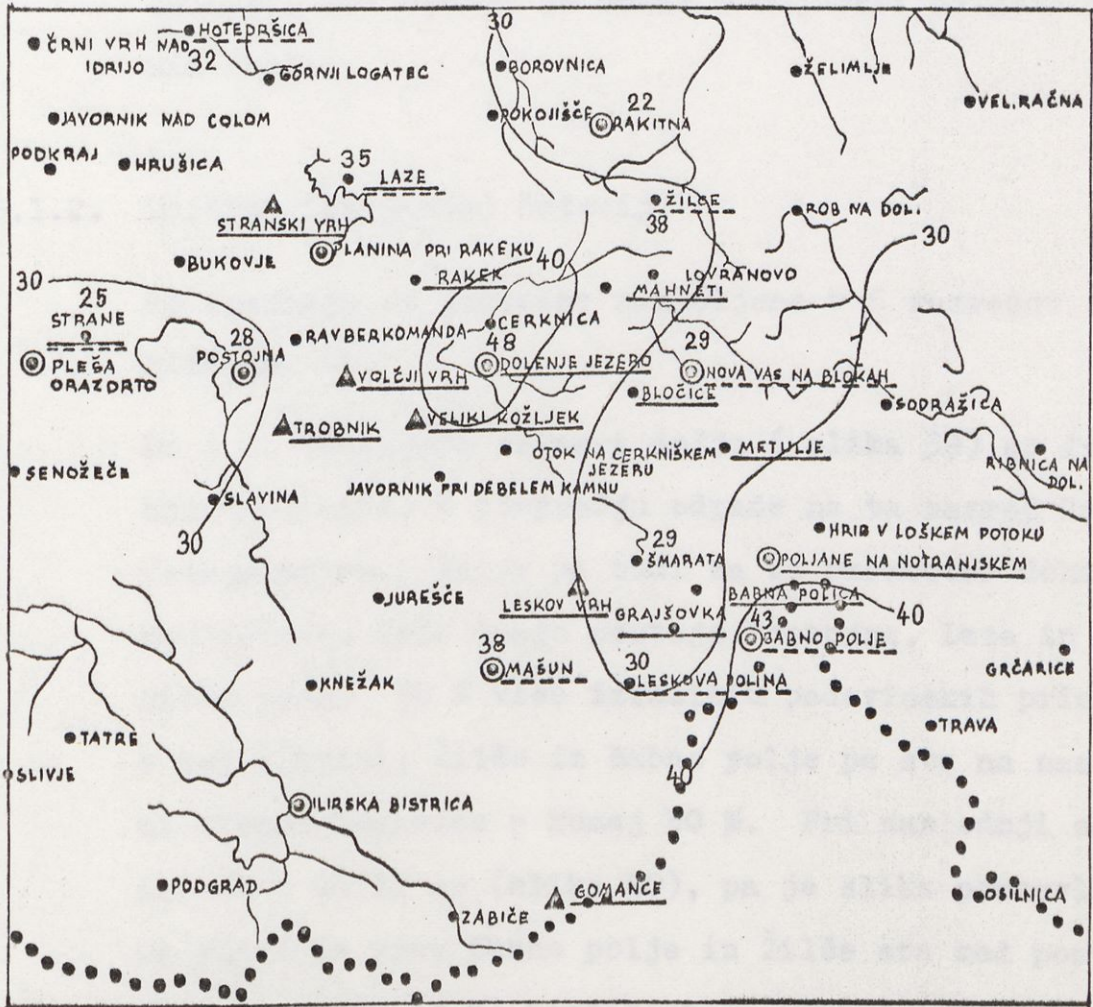 30
HOTEDRŠICA
ČRNI VRH NAD
IDRIJO
32
GORNJI LOGATEC
BOROVNICA
ŽELIMLJE
VEL.RAČNA
22
POKOJIŠČE
RAKITNA
JAVORNIK NAD COLOM
PODKRAJ
HRUŠICA
35
LAZE
ŽILCE
38
ROB NA DOL.
STRANSKI VRH
30
PLANINA PRI RAKEKU
BUKOVJE
40
RAKEK
LOVRANOVO
MAHNETI
30
25
STRANE
CERKNICA
RAVBERKOMANDA
28
POSTOJNA
48
DOLENJE JEZERO
29
NOVA VAS NA BLOKAH
PLEŠA
ORAZDRTO
VOLČJI VRH
BLOČICE
SODRAŽICA
TROBNIK
VELIKI KOŽLJEK
OTOK NA CERKNIŠKEM
JEZERU
METULJE
RIBNICA NA
DOL.
SENOŽEČE
JAVORNIK PRI DEBELEM KAMNU
SLAVINA
30
29
HRIB V LOŠKEM POTOKU
ŠMARATA
POLJANE NA NOTRANJSKEM
JUREŠČE
LESKOV VRH
BABNA POLICA
40
GRAJŠOVKA
43
BABNO POLJE
38
MAŠUN
30
LESKOVA DOLINA
GRČARICE
KNEŽAK
TRAVA
TATRE
SLIVJE
40
ILIRSKA BISTRICA
PODGRAD
GOMANCE
OSILNICA
ZABIČE